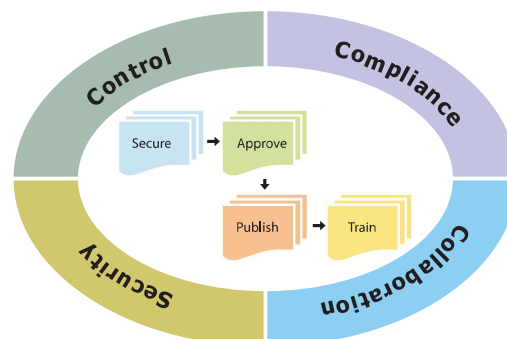 Control
Compliance
Secure
Approve
Publish
Train
Security
Collaboration